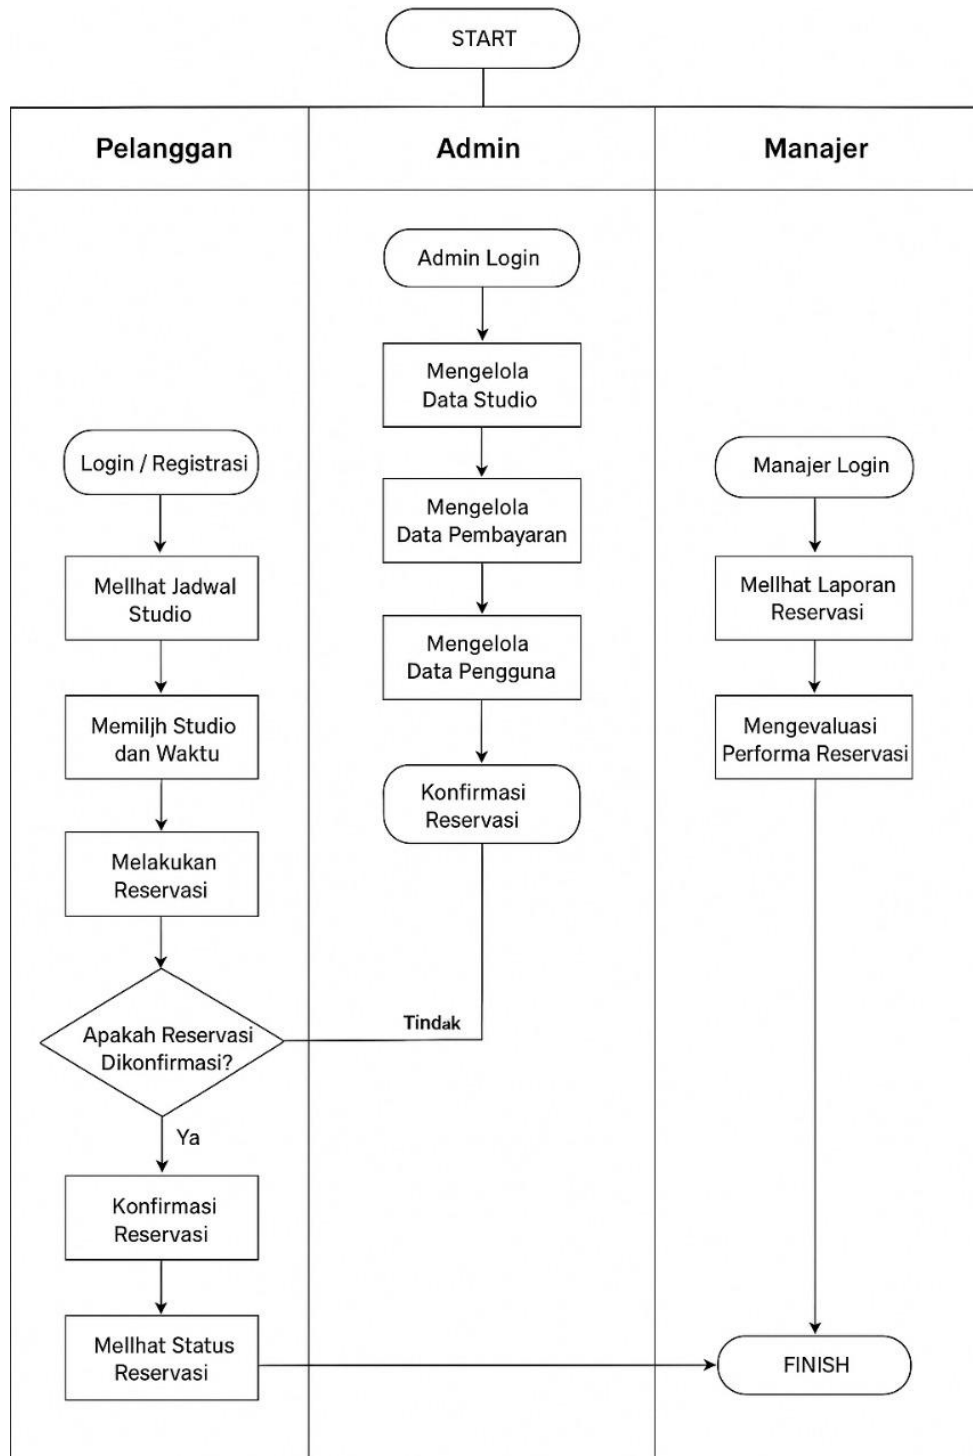 START
Pelanggan
Admin
Manajer
Login / Registrasi
Mellhat Jadwal
Studio
Memiljh Studio
dan Waktu
Melakukan
Reservasi
Apakah Reservasi
Dikonfirmasi?
Tindak
Ya
Konfirmasi
Reservasi
Mellhat Status
Reservasi
Admin Login
Mengelola
Data Studio
Mengelola
Data Pembayaran
Mengelola
Data Pengguna
Konfirmasi
Reservasi
Manajer Login
Mellhat Laporan
Reservasi
Mengevaluasi
Performa Reservasi
FINISH